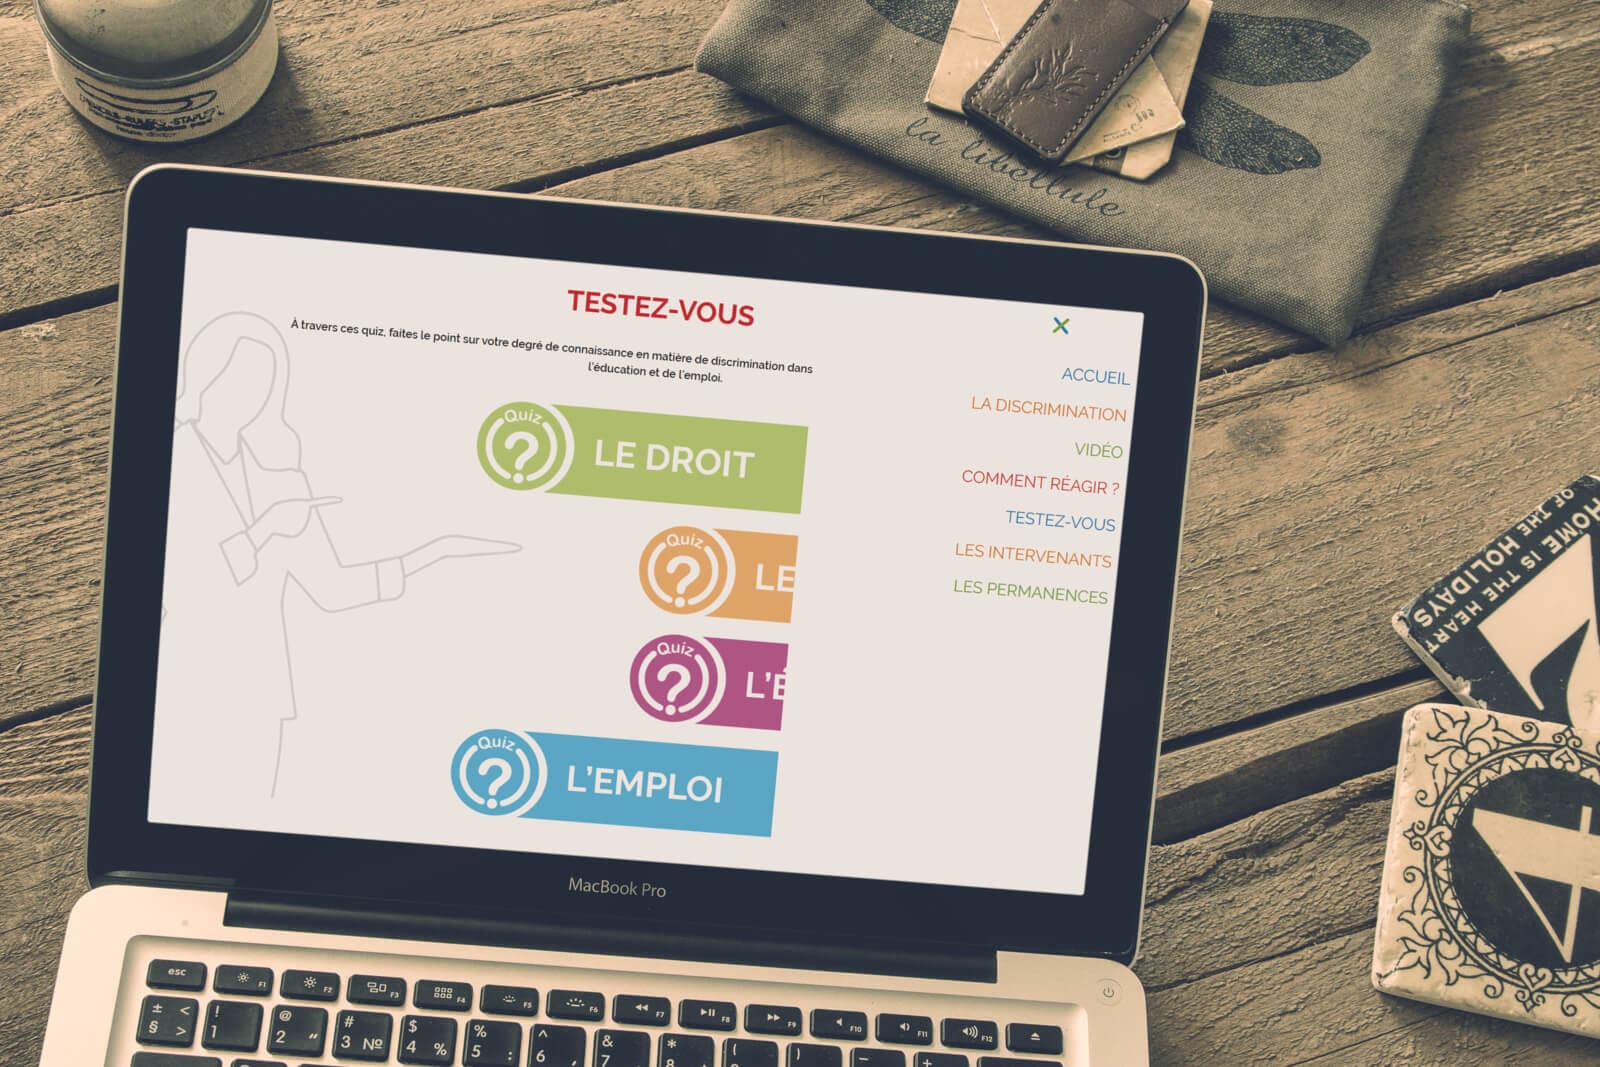 la libellule
TESTEZ-VOUS
À travers ces quiz, faites le point sur votre degré de connaissance en matière de discrimination dans
l'éducation et de l'emploi.
Quiz
LE DROIT
Quiz
LE
Quiz
L'É
Quiz
L'EMPLOI
ACCUEIL
LA DISCRIMINATION
VIDÉO
COMMENT RÉAGIR ?
TESTEZ-VOUS
LES INTERVENANTS
LES PERMANENCES
HOME IS THE HEART
OF THE HOLIDAYS
4
MacBook Pro
esc F1 F2 F3 F4 F5 F6 F7 F8 F9 F10 F11 F12
± § < > ! 1 @ 2 " # 3 № $ 4 % % 5 : ^ 6 , & 7 * 8